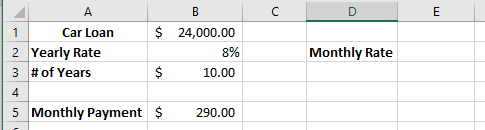 A B C D E
1 Car Loan $ 24,000.00
2 Yearly Rate 8% Monthly Rate
3 # of Years $ 10.00
4
5 Monthly Payment $ 290.00